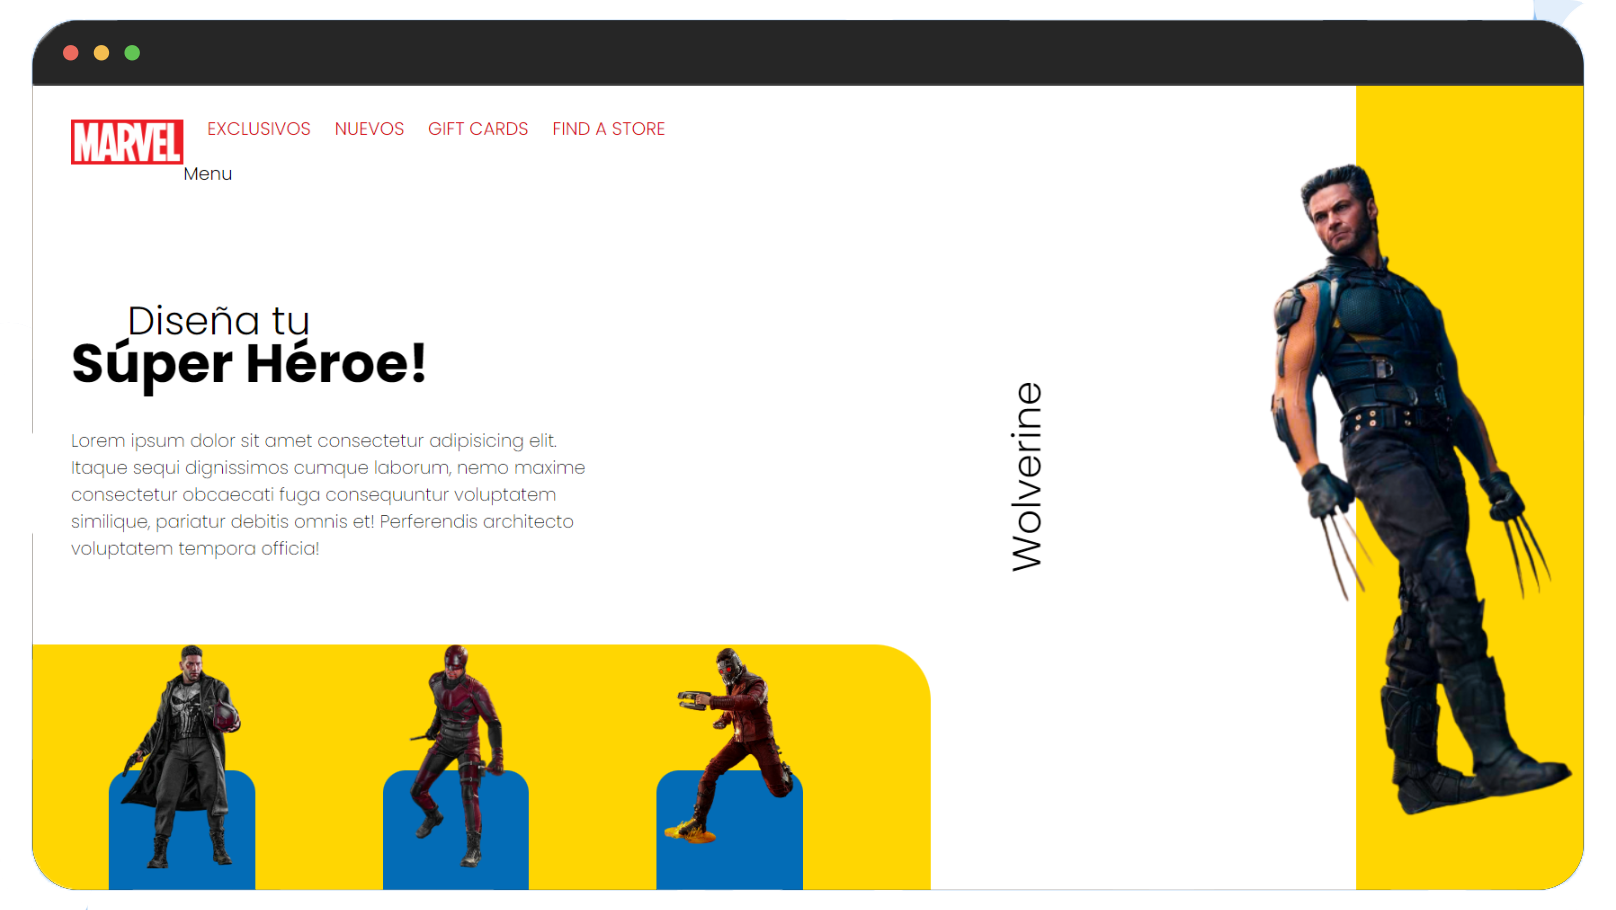 MARVEL
EXCLUSIVOS NUEVOS GIFT CARDS FIND A STORE
Menu
Diseña tu
Súper Héroe!
Lorem ipsum dolor sit amet consectetur adipisicing elit.
Itaque sequi dignissimos cumque laborum, nemo maxime
consectetur obcaecati fuga consequuntur voluptatem
similique, pariatur debitis omnis et! Perferendis architecto
voluptatem tempora officia!
Wolverine